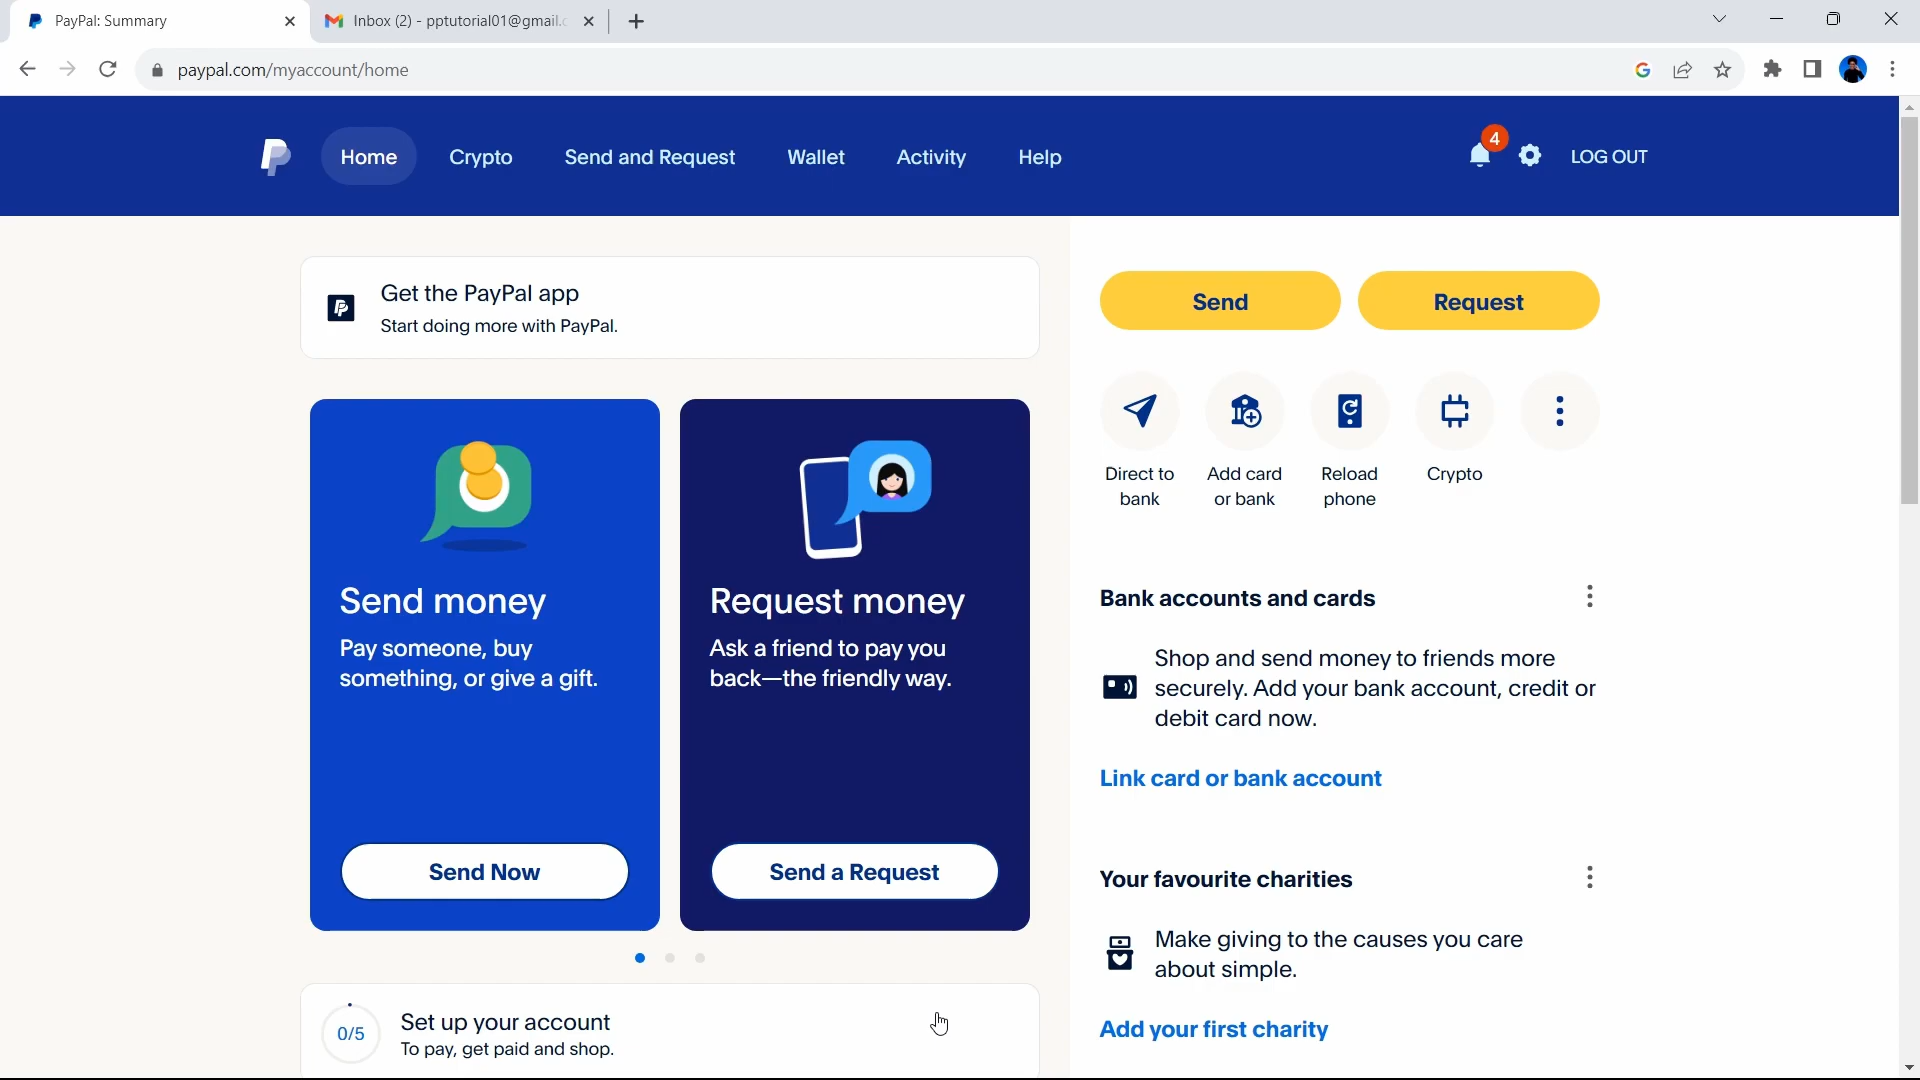 PayPal: Summary
Inbox (2) - pptutorial01@gmail.c
paypal.com/myaccount/home
Home
Crypto
Send and Request
Wallet
Activity
Help
4
LOG OUT
Get the PayPal app
Start doing more with PayPal.
Send money
Pay someone, buy
something, or give a gift.
Send Now
Request money
Ask a friend to pay you
back—the friendly way.
Send a Request
0/5
Set up your account
To pay, get paid and shop.
Send
Request
Direct to
bank
Add card
or bank
Reload
phone
Crypto
Bank accounts and cards
Shop and send money to friends more
securely. Add your bank account, credit or
debit card now.
Link card or bank account
Your favourite charities
Make giving to the causes you care
about simple.
Add your first charity